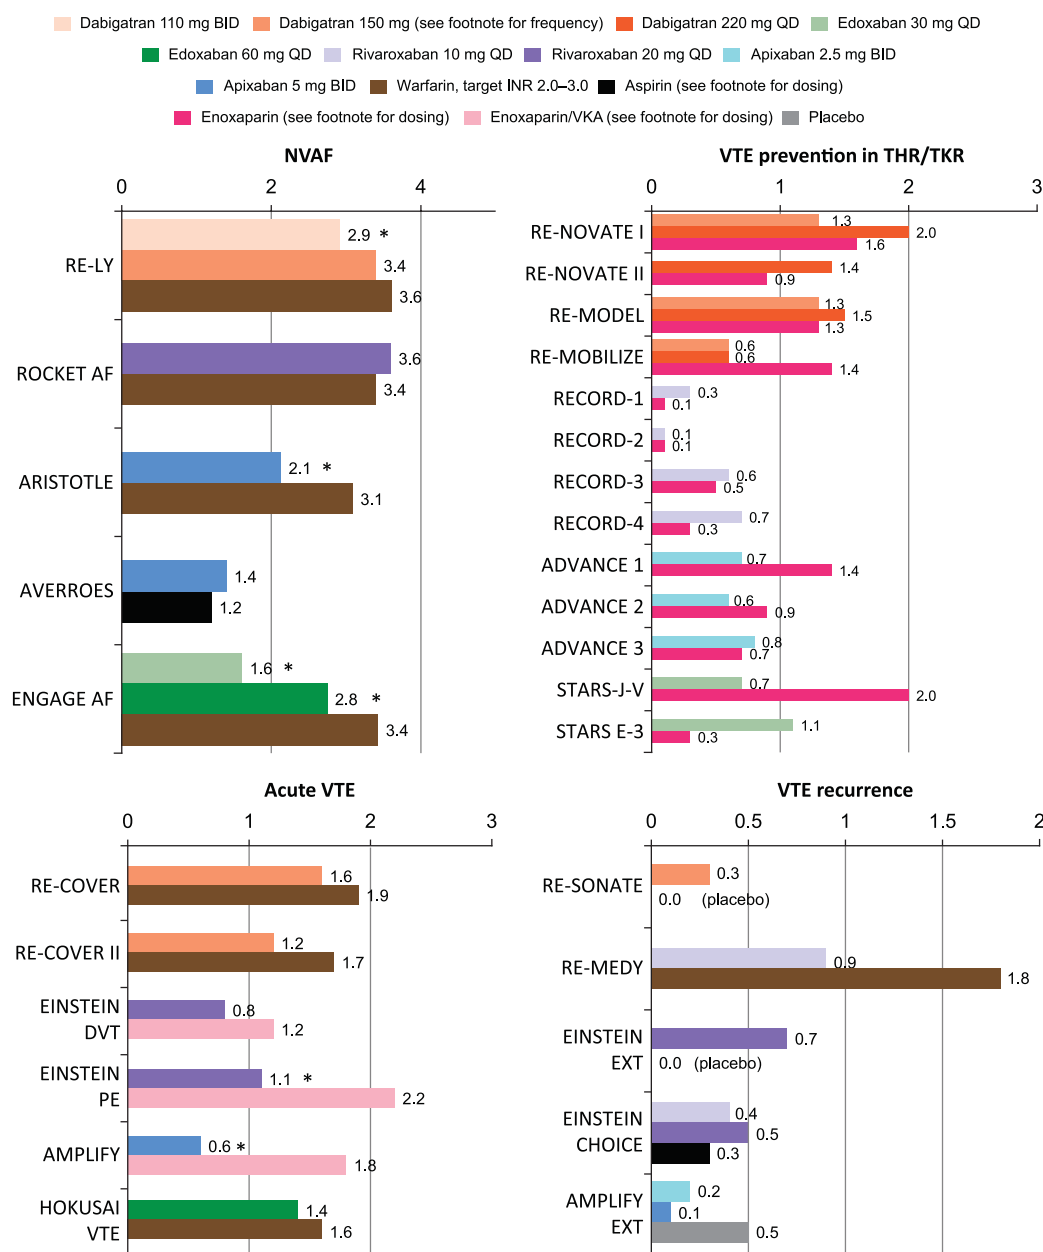 Dabigatran 110 mg BID Dabigatran 150 mg (see footnote for frequency) Dabigatran 220 mg QD Edoxaban 30 mg QD
Edoxaban 60 mg QD Rivaroxaban 10 mg QD Rivaroxaban 20 mg QD Apixaban 2.5 mg BID
Apixaban 5 mg BID Warfarin, target INR 2.0–3.0 Aspirin (see footnote for dosing)
Enoxaparin (see footnote for dosing) Enoxaparin/VKA (see footnote for dosing) Placebo
NVAF
0 2 4
RE-LY
2.9 *
3.4
3.6
ROCKET AF
3.6
3.4
ARISTOTLE
2.1 *
3.1
AVERROES
1.4
1.2
ENGAGE AF
1.6 *
2.8 *
3.4
VTE prevention in THR/TKR
0 1 2 3
RE-NOVATE I
1.3
2.0
1.6
RE-NOVATE II
1.4
0.9
RE-MODEL
1.3
1.5
1.3
RE-MOBILIZE
0.6
0.6
1.4
RECORD-1
0.3
0.1
RECORD-2
0.1
0.1
RECORD-3
0.6
0.5
RECORD-4
0.7
0.3
ADVANCE 1
0.7
1.4
ADVANCE 2
0.6
0.9
ADVANCE 3
0.8
0.7
STARS-J-V
0.7
2.0
STARS E-3
1.1
0.3
Acute VTE
0 1 2 3
RE-COVER
1.6
1.9
RE-COVER II
1.2
1.7
EINSTEIN
DVT
0.8
1.2
EINSTEIN
PE
1.1 *
2.2
AMPLIFY
0.6 *
1.8
HOKUSAI
VTE
1.4
1.6
VTE recurrence
0 0.5 1 1.5 2
RE-SONATE
0.3
0.0 (placebo)
RE-MEDY
0.9
1.8
EINSTEIN
EXT
0.7
0.0 (placebo)
EINSTEIN
CHOICE
0.4
0.5
0.3
AMPLIFY
EXT
0.2
0.1
0.5